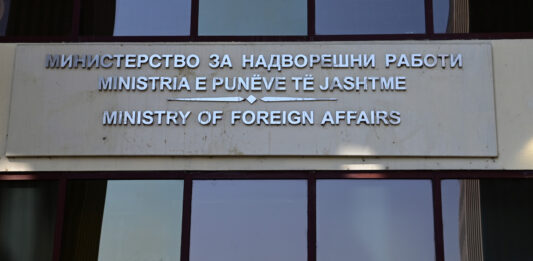 МИНИСТЕРСТВО ЗА НАДВОРЕШНИ РАБОТИ
MINISTRIA E PUNËVE TË JASHTME
MINISTRY OF FOREIGN AFFAIRS